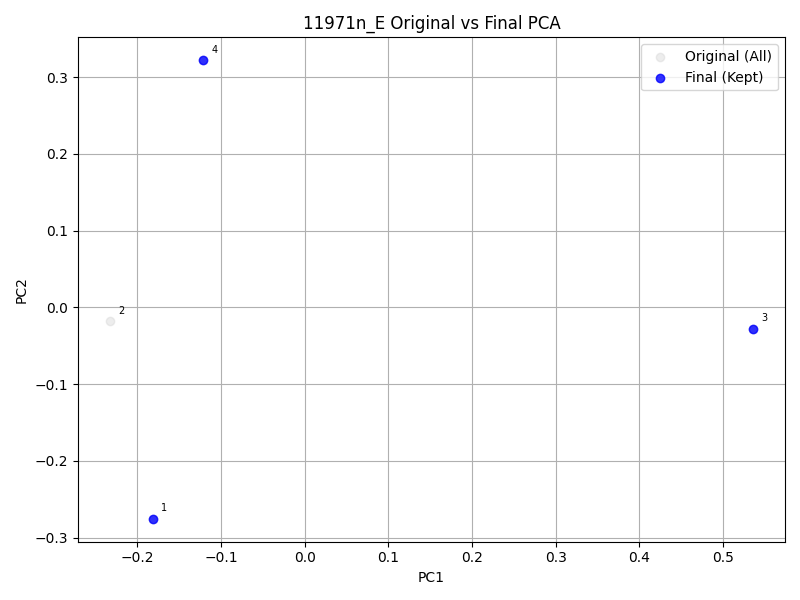 11971n_E Original vs Final PCA
Original (All)
Final (Kept)
4
2
3
1
PC2
0.3
0.2
0.1
0.0
−0.1
−0.2
−0.3
−0.2 −0.1 0.0 0.1 0.2 0.3 0.4 0.5
PC1